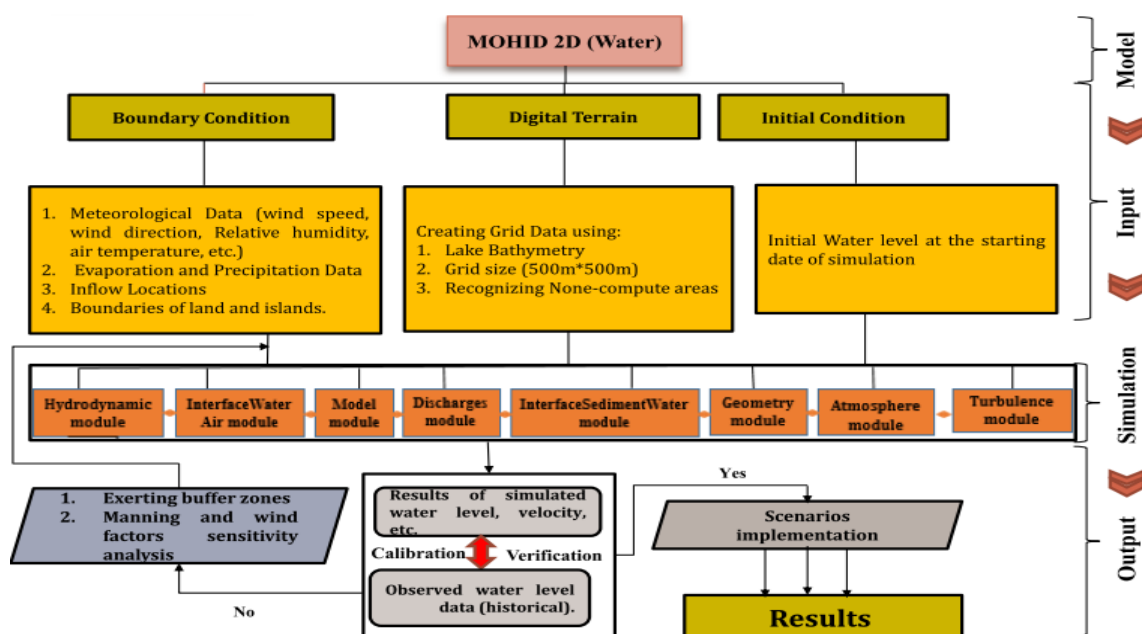 MOHID 2D (Water)
Model
Boundary Condition
Digital Terrain
Initial Condition
Input
1. Meteorological Data (wind speed,
wind direction, Relative humidity,
air temperature, etc.)
2. Evaporation and Precipitation Data
3. Inflow Locations
4. Boundaries of land and islands.
Creating Grid Data using:
1. Lake Bathymetry
2. Grid size (500m*500m)
3. Recognizing None-compute areas
Initial Water level at the starting
date of simulation
Simulation
Hydrodynamic
module
InterfaceWater
Air module
Model
module
Discharges
module
InterfaceSedimentWater
module
Geometry
module
Atmosphere
module
Turbulence
module
Output
1. Exerting buffer zones
2. Manning and wind
factors sensitivity
analysis
Results of simulated
water level, velocity,
etc.
Calibration
Verification
Observed water level
data (historical).
No
Yes
Scenarios
implementation
Results